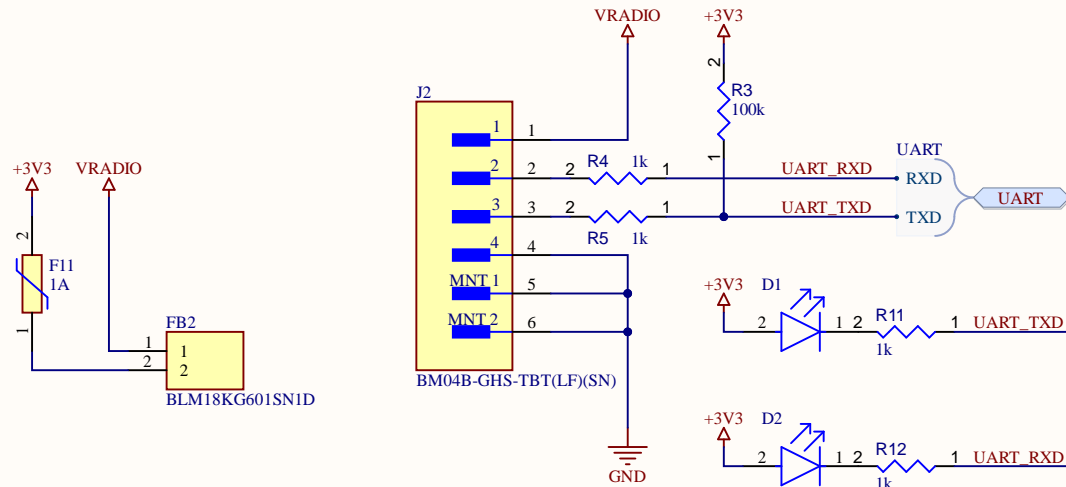 VRADIO
+3V3
2
R3
100k
1
J2
1
1
2
2
2
R4
1k
1
UART_RXD
3
3
2
R5
1k
1
UART_TXD
4
4
MNT 1
5
MNT 2
6
BM04B-GHS-TBT(LF)(SN)
GND
UART
RXD
TXD
UART
+3V3
VRADIO
2
F11
1A
1
FB2
1
1
2
2
BLM18KG601SN1D
+3V3
D1
2
1
2
R11
1
1k
UART_TXD
+3V3
D2
2
1
2
R12
1
1k
UART_RXD